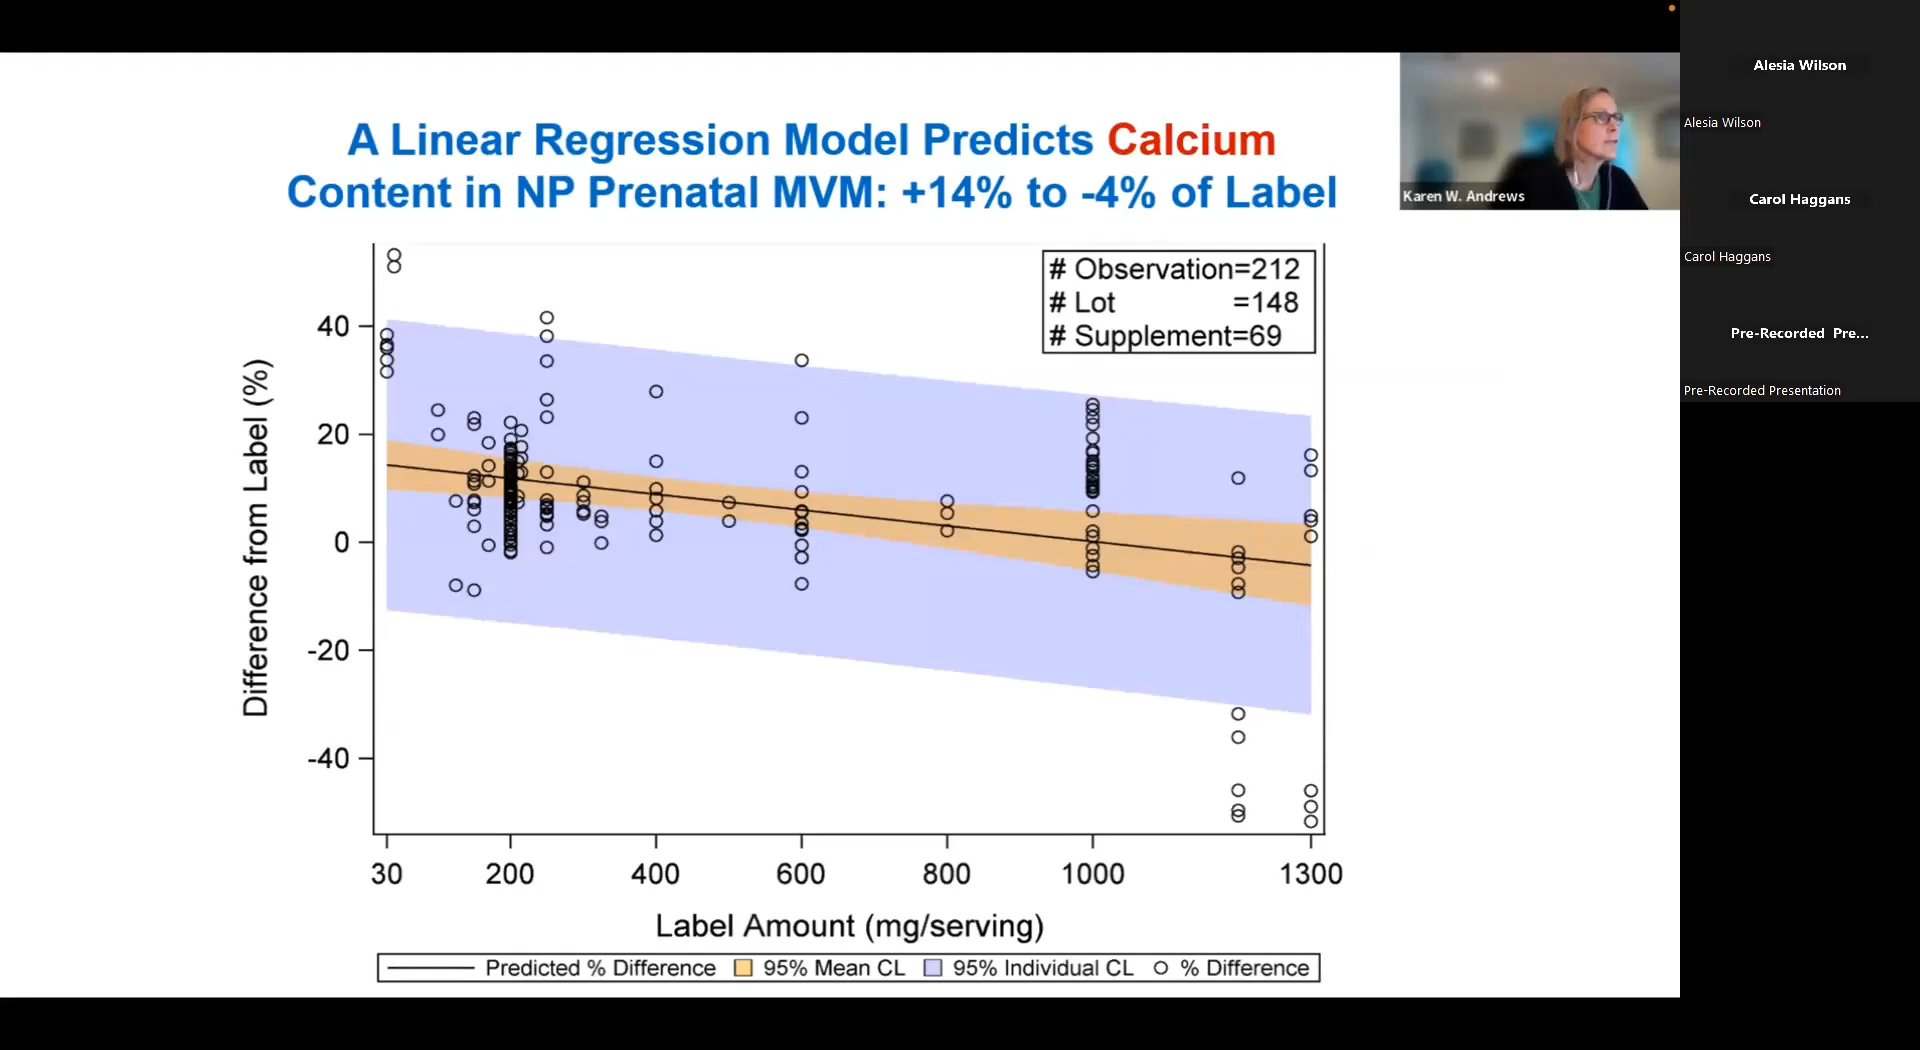 A Linear Regression Model Predicts Calcium
Content in NP Prenatal MVM: +14% to -4% of Label
Karen W. Andrews
Alesia Wilson
Alesia Wilson
Carol Haggans
Carol Haggans
Pre-Recorded Pre...
Pre-Recorded Presentation
# Observation=212
# Lot =148
# Supplement=69
Difference from Label (%)
40
20
0
-20
-40
30 200 400 600 800 1000 1300
Label Amount (mg/serving)
Predicted % Difference 95% Mean CL 95% Individual CL % Difference